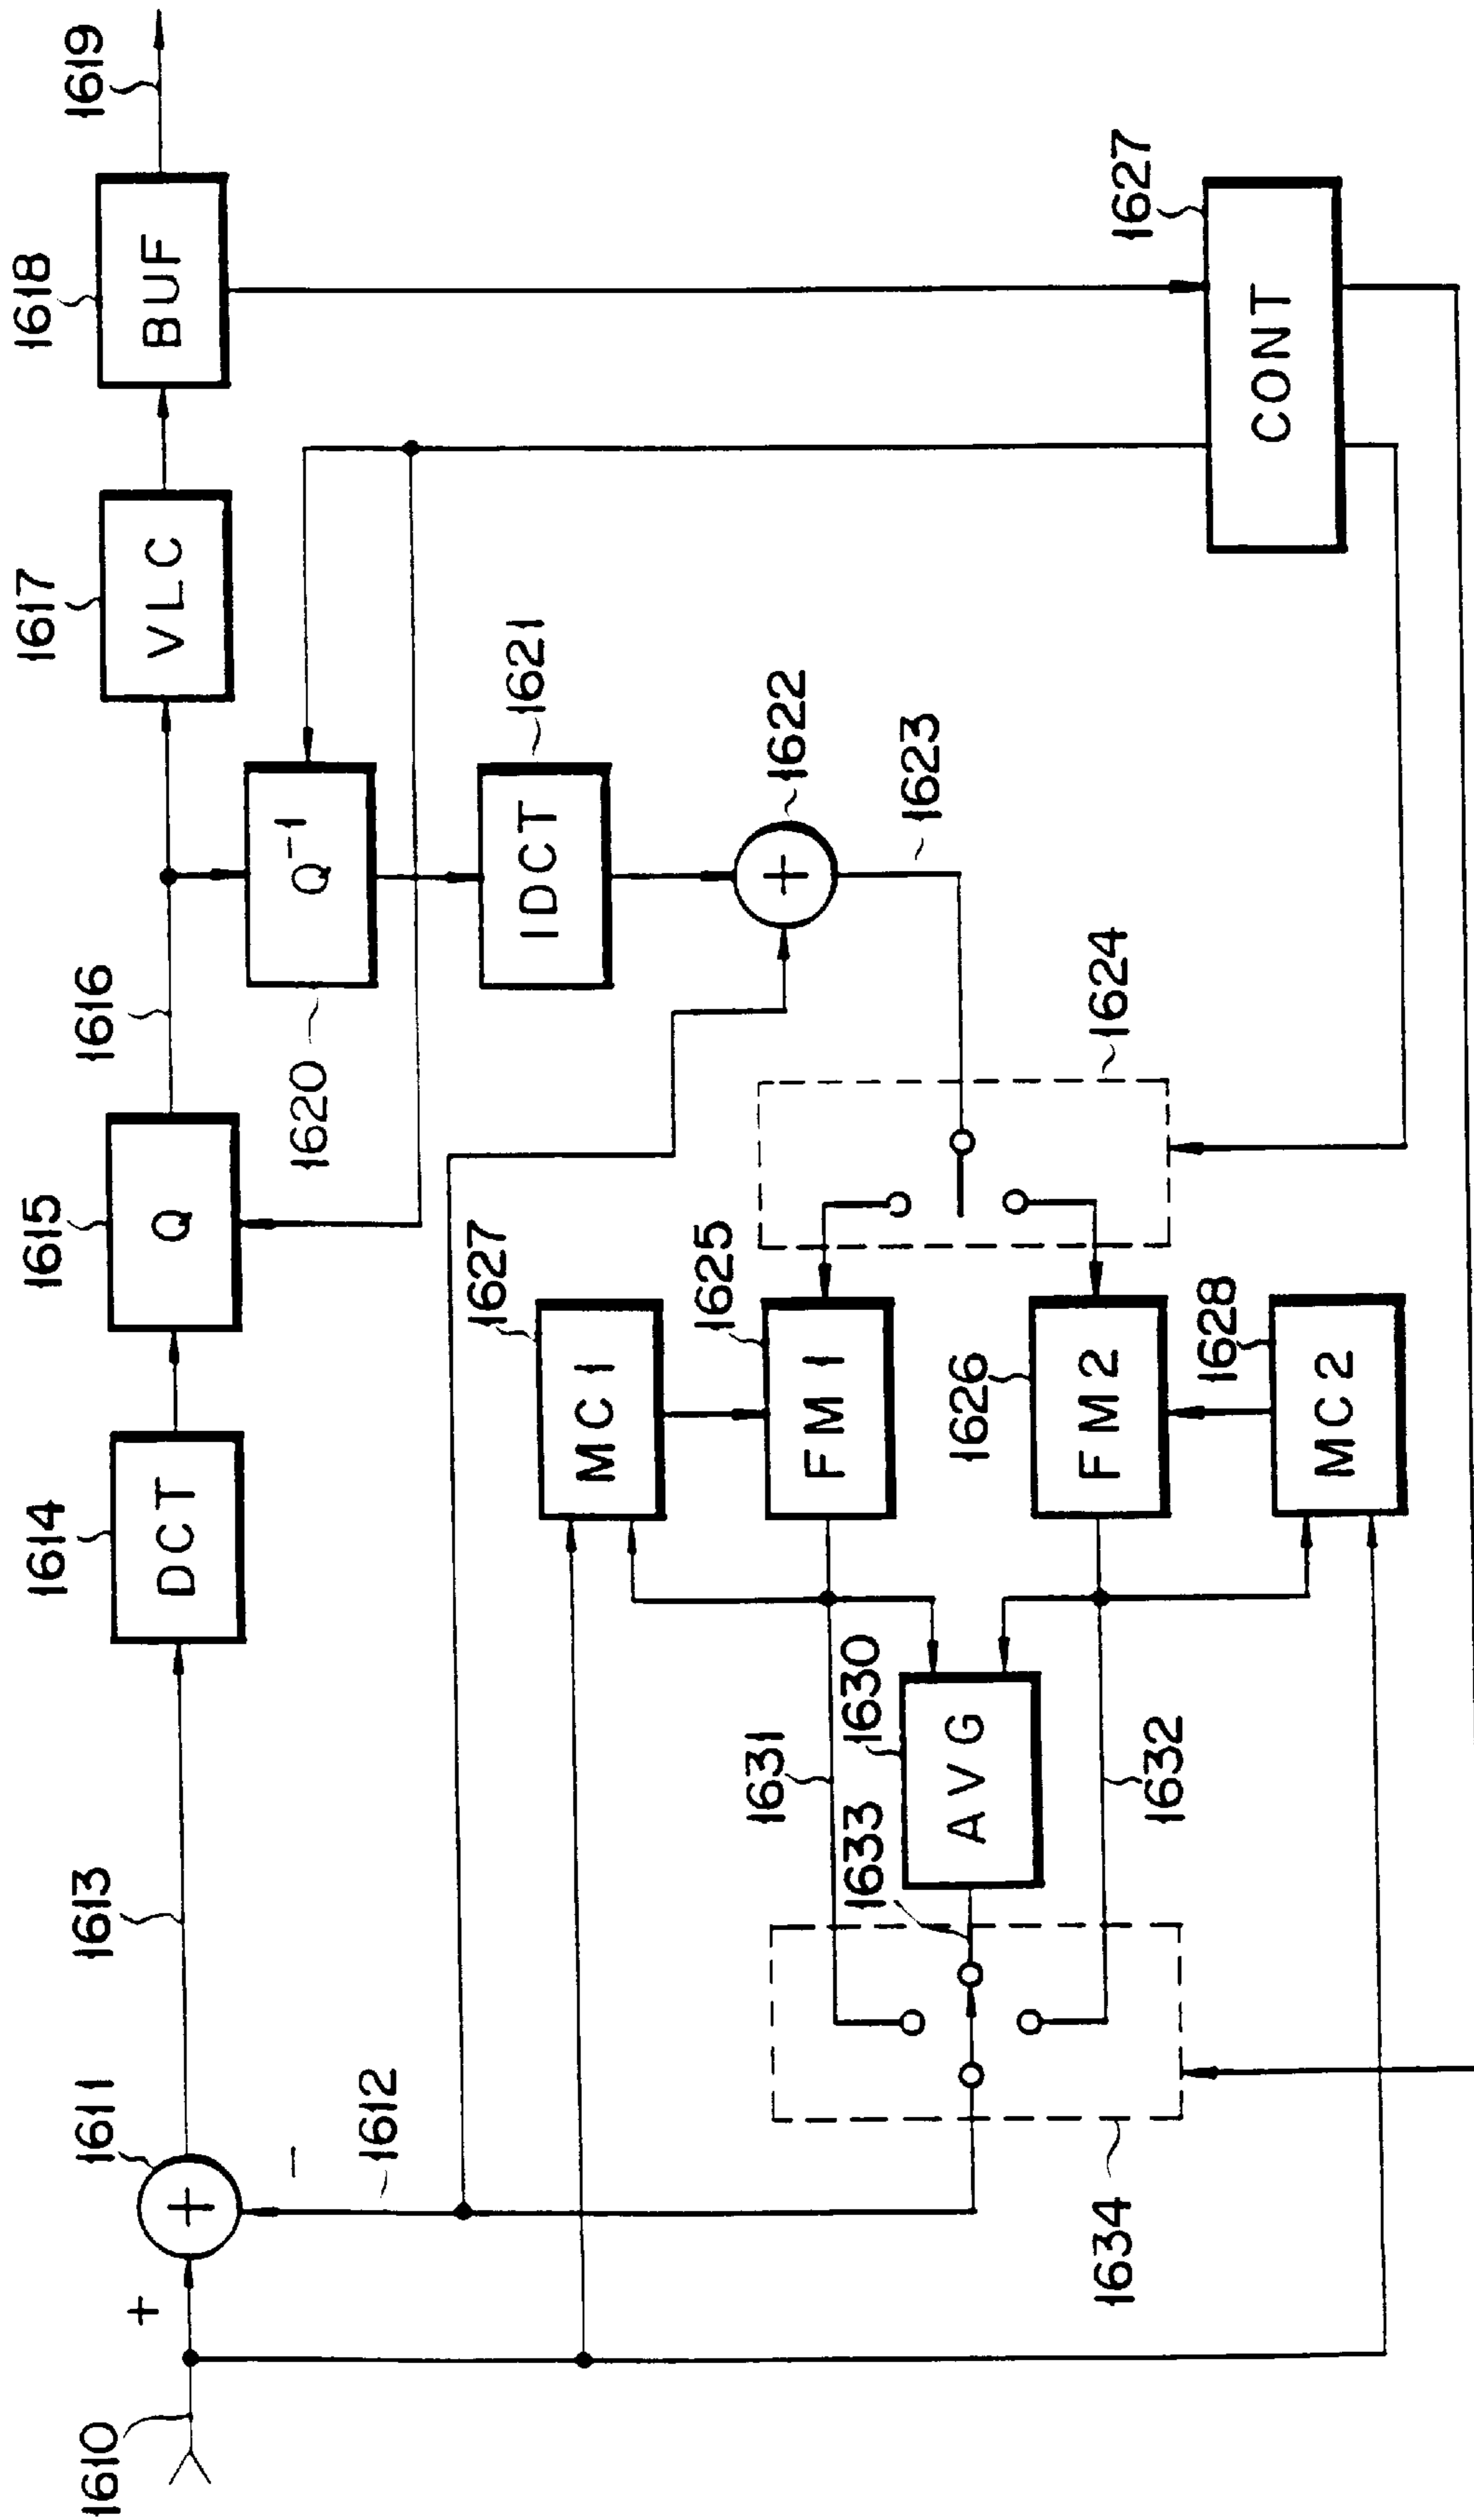 1610
+
1611
1613
1614
DCT
1615
Q
1616
1617
VLC
1618
BUF
1619
−
1612
1620
Q⁻¹
1621
IDCT
1622
+
1623
1624
1627
MC1
1625
FM1
1626
FM2
1628
MC2
1631
1630
AVG
1633
1632
1634
1627
CONT
+